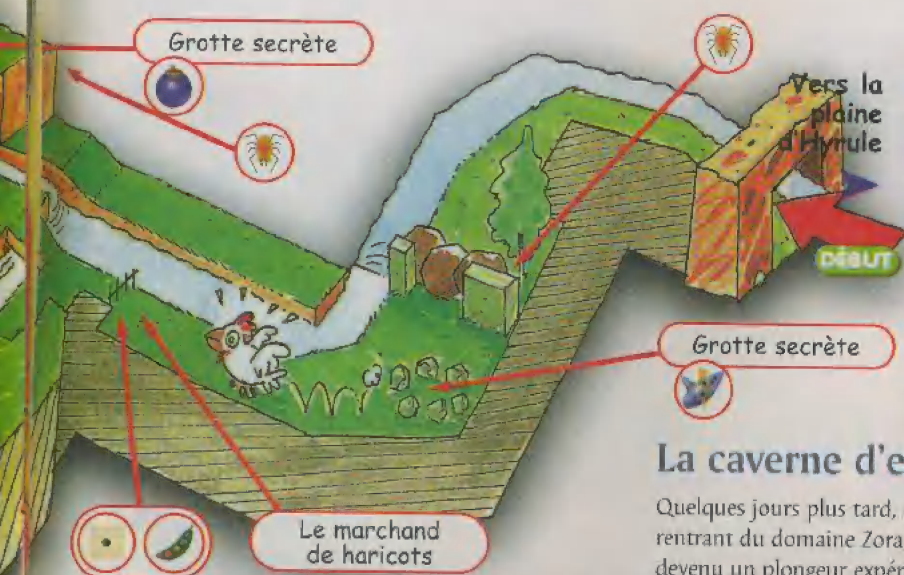 Grotte secrète
Vers la
plaine
d'Hyrule
DÉBUT
Grotte secrète
Le marchand
de haricots
La caverne d'e
Quelques jours plus tard,
rentrant du domaine Zora
devenu un plongeur expér